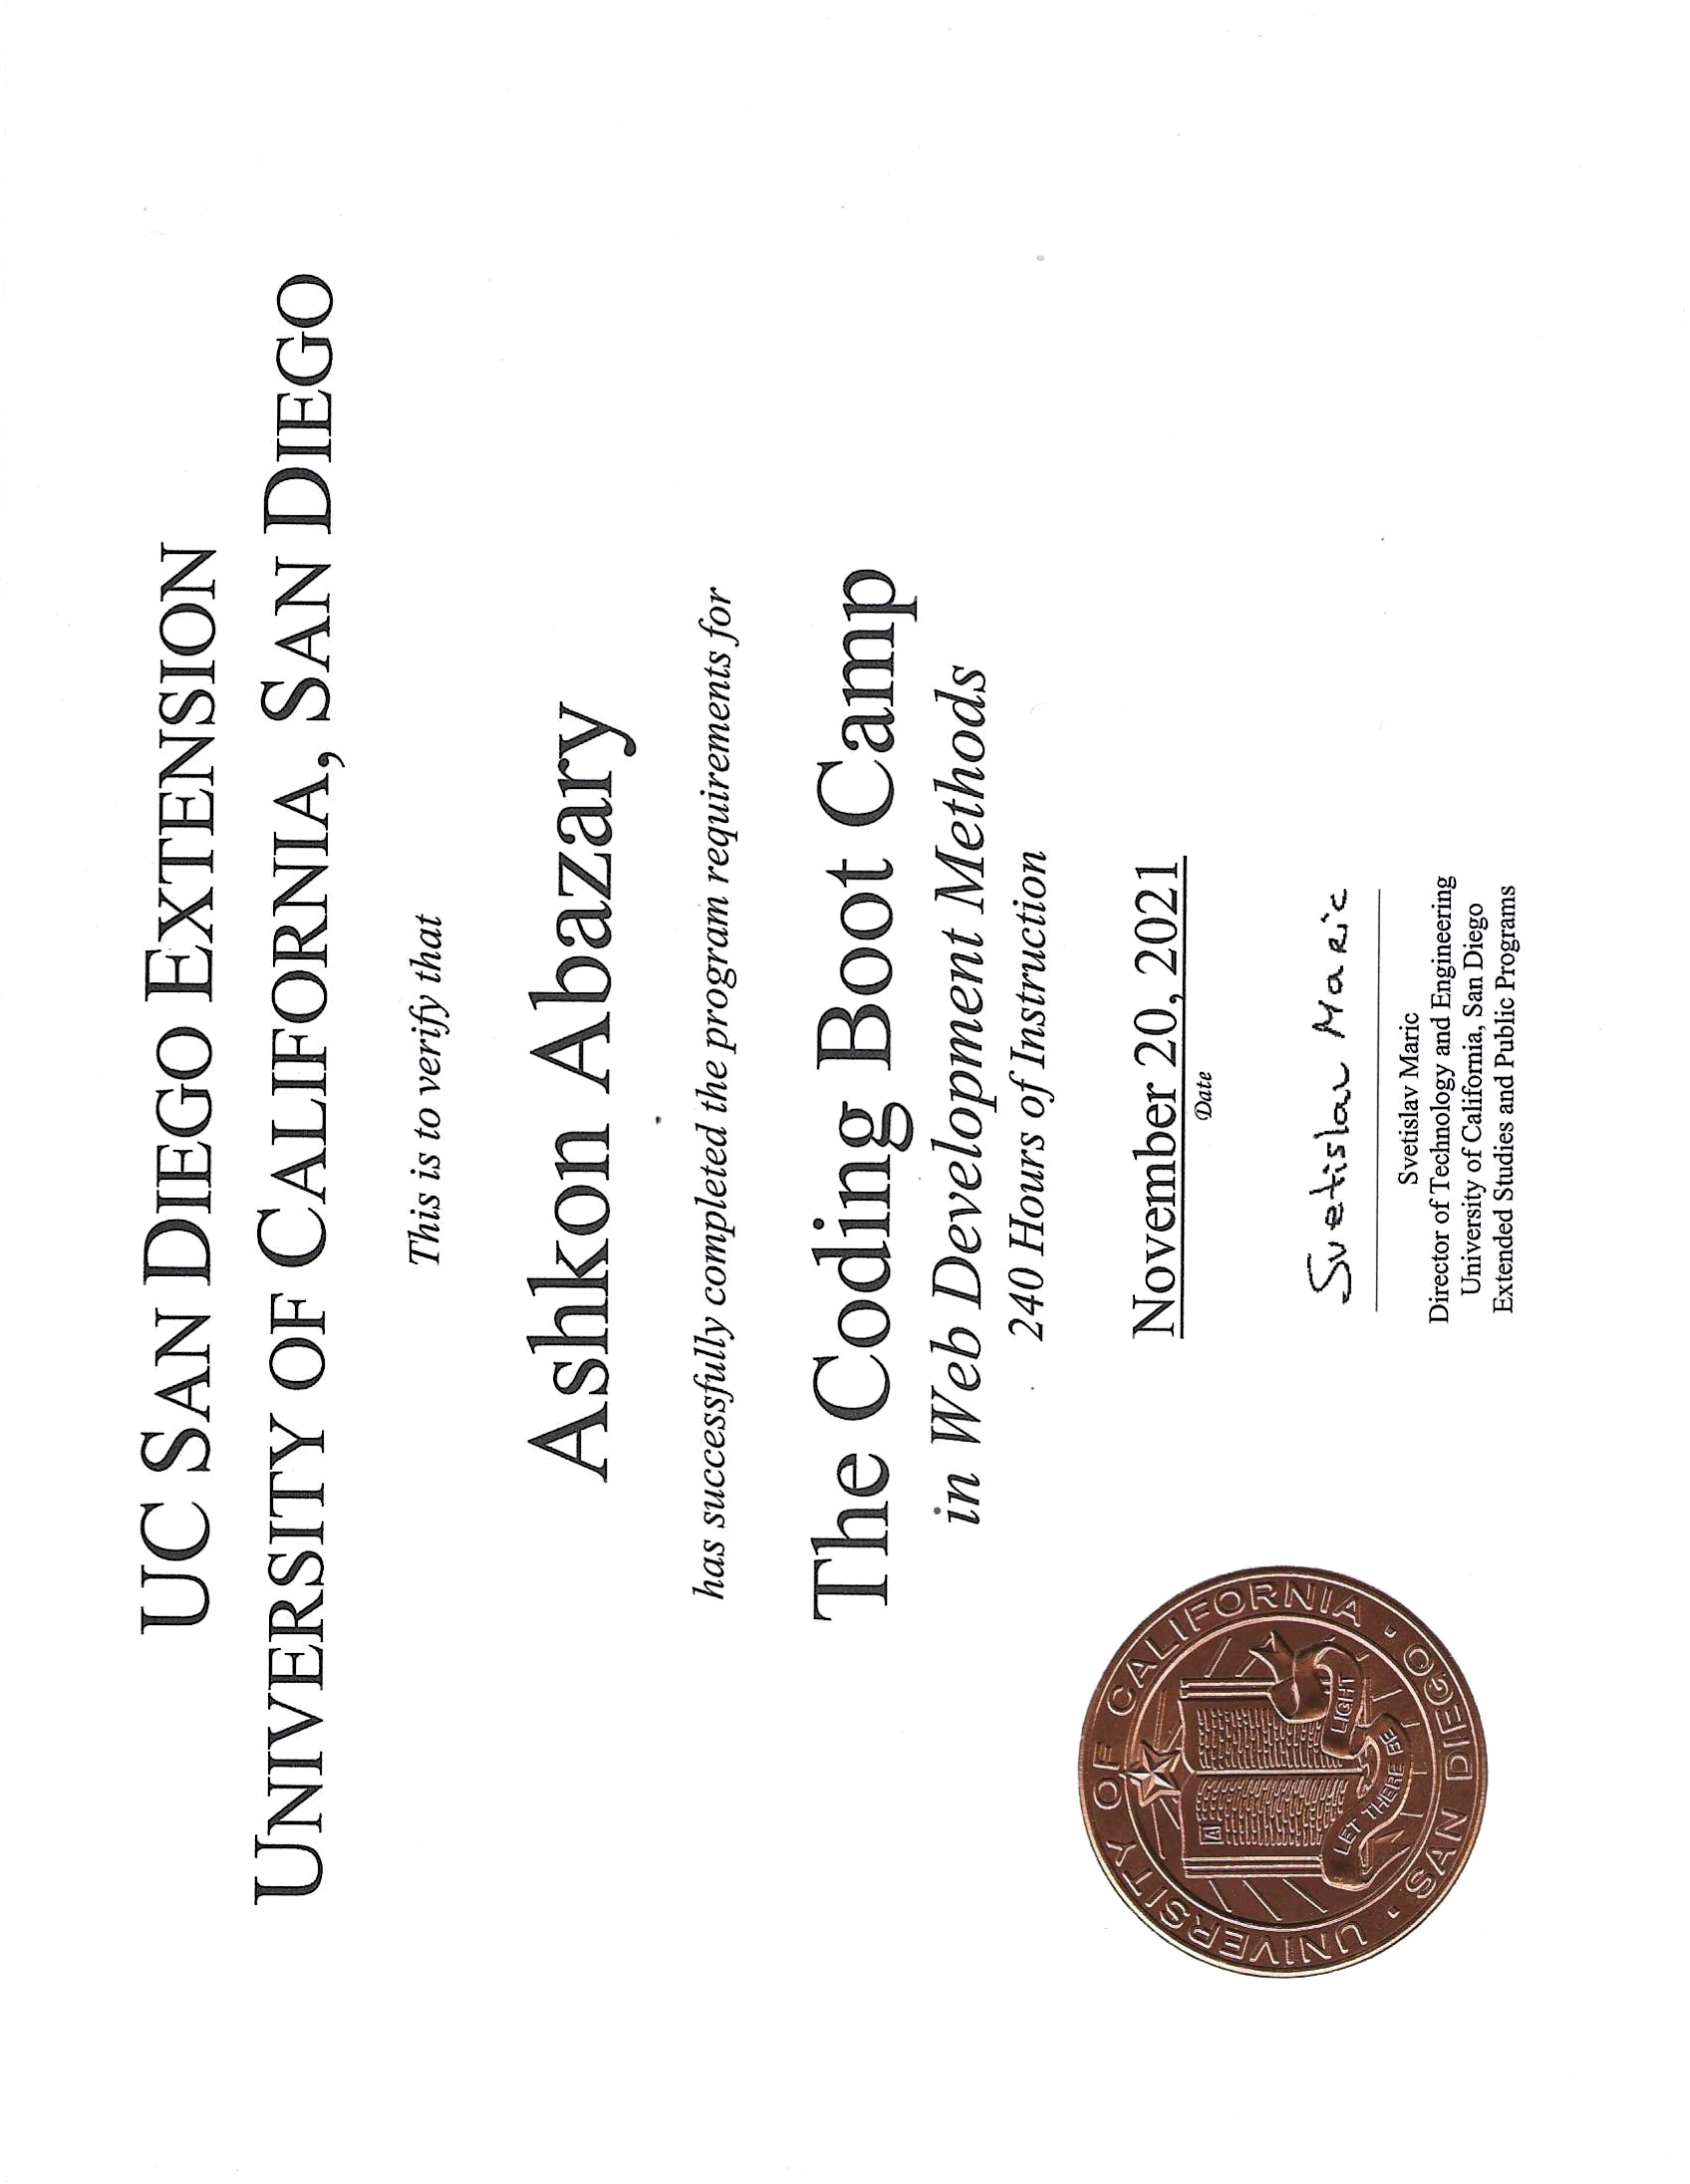 UC SAN DIEGO EXTENSION
UNIVERSITY OF CALIFORNIA, SAN DIEGO
This is to verify that
Ashkon Abazary
has successfully completed the program requirements for
The Coding Boot Camp
in Web Development Methods
240 Hours of Instruction
November 20, 2021
Date
UNIVERSITY OF CALIFORNIA
A
LET THERE BE LIGHT
SAN DIEGO
Svetislav Maric
Svetislav Maric
Director of Technology and Engineering
University of California, San Diego
Extended Studies and Public Programs